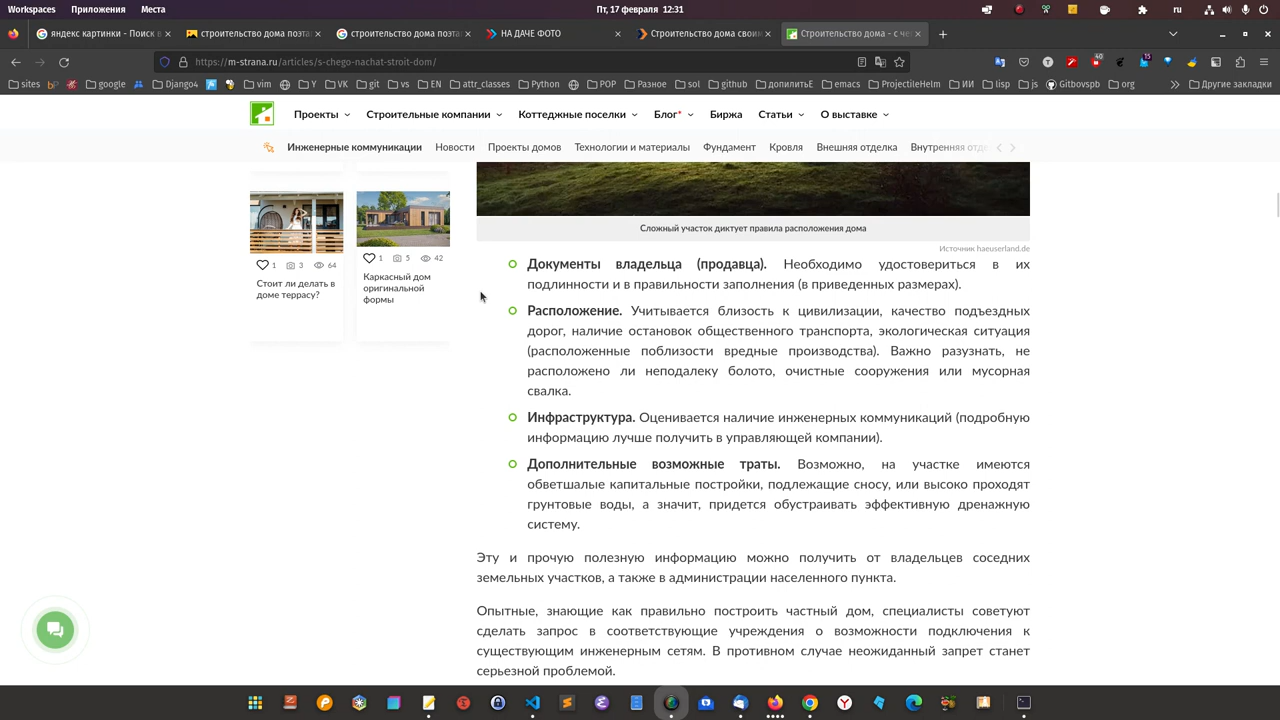 Workspaces Приложения Места Пт, 17 февраля 12:31 ru
яндекс картинки - Поиск в
строительство дома поэта
строительство дома поэта
НА ДАЧЕ ФОТО
Строительство дома свои
Строительство дома - с че
https://m-strana.ru/articles/s-chego-nachat-stroit-dom/
40 15
sites google Django4 vim Y VK git vs EN attr_classes Python POP Разное sol github допилитьЕ emacs ProjectileHelm ИИ lisp js Gitbovspb org Другие закладки
Проекты Строительные компании Коттеджные поселки Блог* Биржа Статьи О выставке
Инженерные коммуникации Новости Проекты домов Технологии и материалы Фундамент Кровля Внешняя отделка Внутренняя отде
Сложный участок диктует правила расположения дома
Источник haeuserland.de
1 3 64
Стоит ли делать в
доме террасу?
1 5 42
Каркасный дом
оригинальной
формы
Документы владельца (продавца). Необходимо удостовериться в их
подлинности и в правильности заполнения (в приведенных размерах).
Расположение. Учитывается близость к цивилизации, качество подъездных
дорог, наличие остановок общественного транспорта, экологическая ситуация
(расположенные поблизости вредные производства). Важно разузнать, не
расположено ли неподалеку болото, очистные сооружения или мусорная
свалка.
Инфраструктура. Оценивается наличие инженерных коммуникаций (подробную
информацию лучше получить в управляющей компании).
Дополнительные возможные траты. Возможно, на участке имеются
обветшалые капитальные постройки, подлежащие сносу, или высоко проходят
грунтовые воды, а значит, придется обустраивать эффективную дренажную
систему.
Эту и прочую полезную информацию можно получить от владельцев соседних
земельных участков, а также в администрации населенного пункта.
Опытные, знающие как правильно построить частный дом, специалисты советуют
сделать запрос в соответствующие учреждения о возможности подключения к
существующим инженерным сетям. В противном случае неожиданный запрет станет
серьезной проблемой.